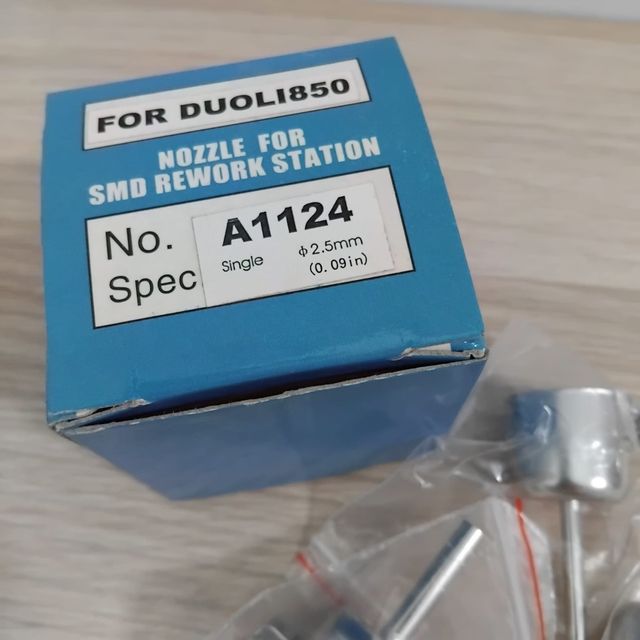 FOR DUOLI850
NOZZLE FOR
SMD REWORK STATION
No. A1124
Spec Single ϕ2.5mm
(0.09in)